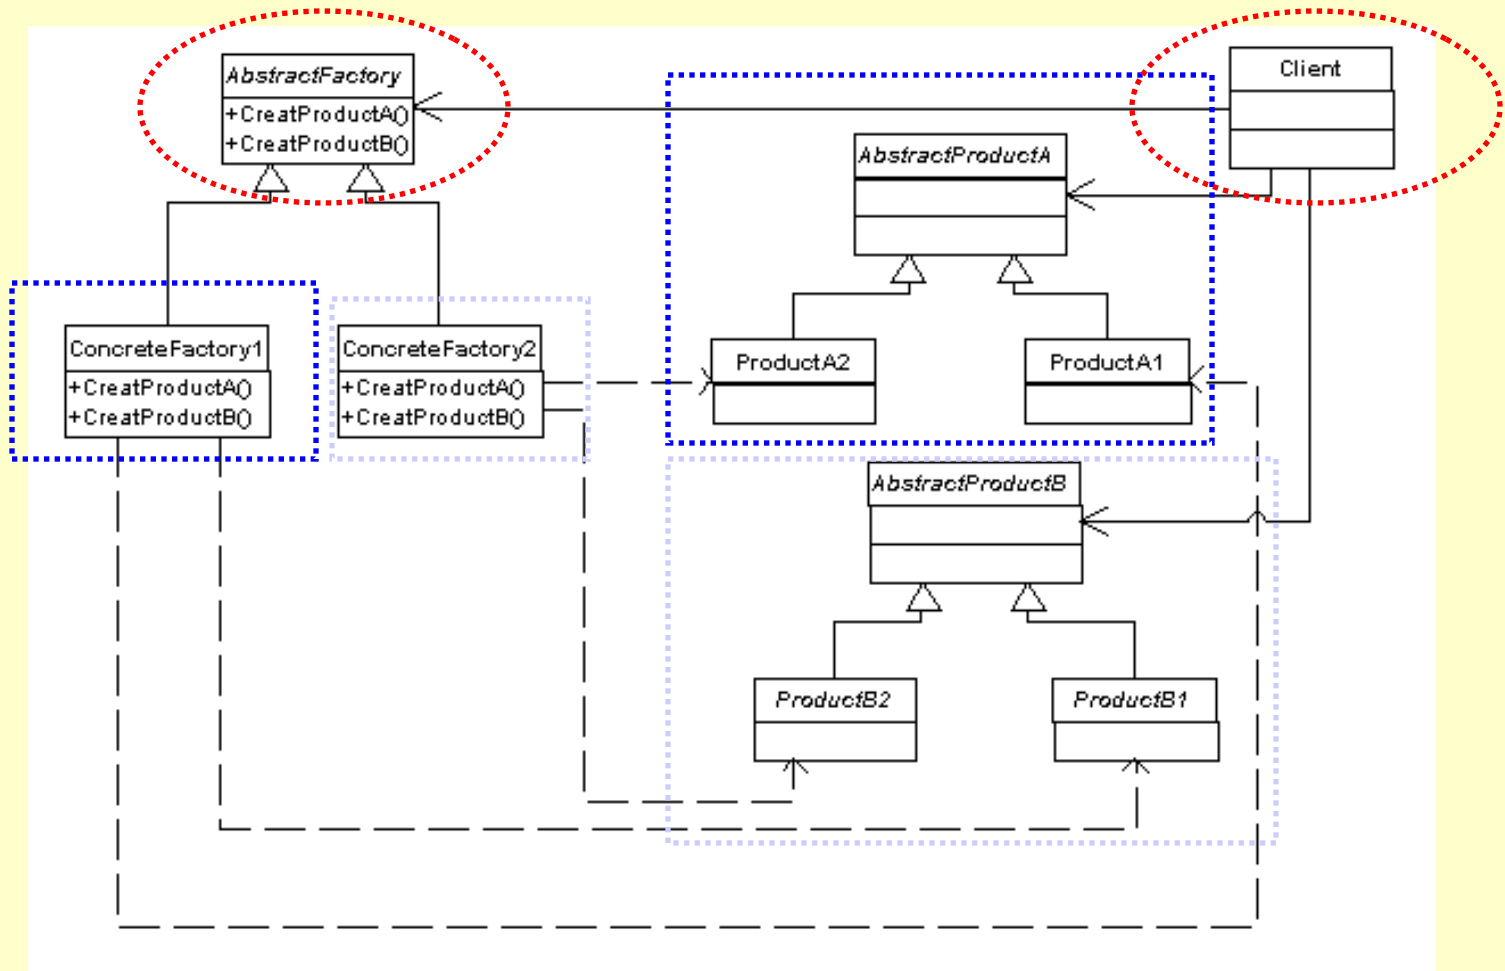 AbstractFactory
+CreatProductA()
+CreatProductB()
Client
AbstractProductA
ConcreteFactory1
+CreatProductA()
+CreatProductB()
ConcreteFactory2
+CreatProductA()
+CreatProductB()
ProductA2
ProductA1
AbstractProductB
ProductB2
ProductB1